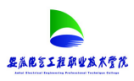 安徽电气工程职业技术学院
Anhui Electrical Engineering Professional Technique College